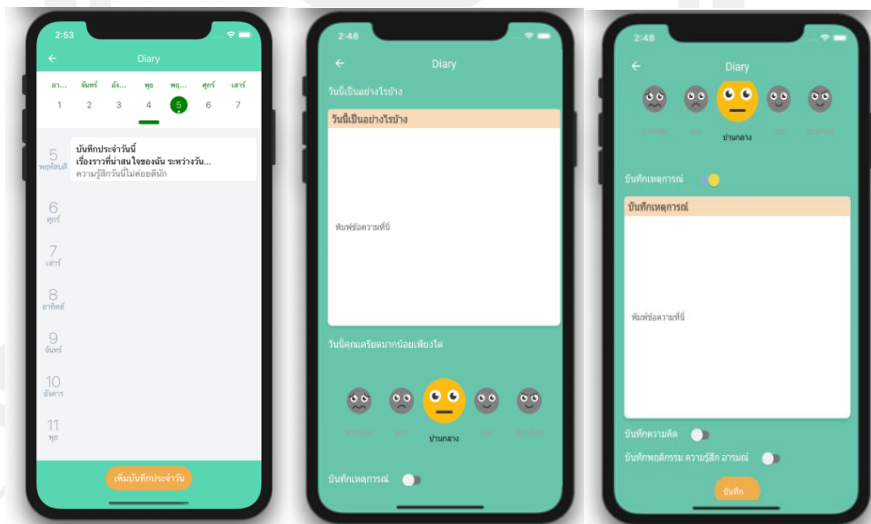 2:53
Diary
อา... จันทร์ อัง... พุธ พฤ... ศุกร์ เสาร์
1 2 3 4 5 6 7
5
พฤหัสบดี
บันทึกประจำวันนี้
เรื่องราวที่น่าสนใจของฉัน ระหว่างวัน...
ความรู้สึกวันนี้ไม่ค่อยดีนัก
6
ศุกร์
7
เสาร์
8
อาทิตย์
9
จันทร์
10
อังคาร
11
พุธ
เพิ่มบันทึกประจำวัน
2:48
Diary
วันนี้เป็นอย่างไรบ้าง
วันนี้เป็นอย่างไรบ้าง
พิมพ์ข้อความที่นี่
วันนี้คุณเครียดมากน้อยเพียงใด
ปานกลาง
บันทึกเหตุการณ์
2:48
Diary
ปานกลาง
บันทึกเหตุการณ์
บันทึกเหตุการณ์
พิมพ์ข้อความที่นี่
บันทึกความคิด
บันทึกพฤติกรรม ความรู้สึก อารมณ์
บันทึก